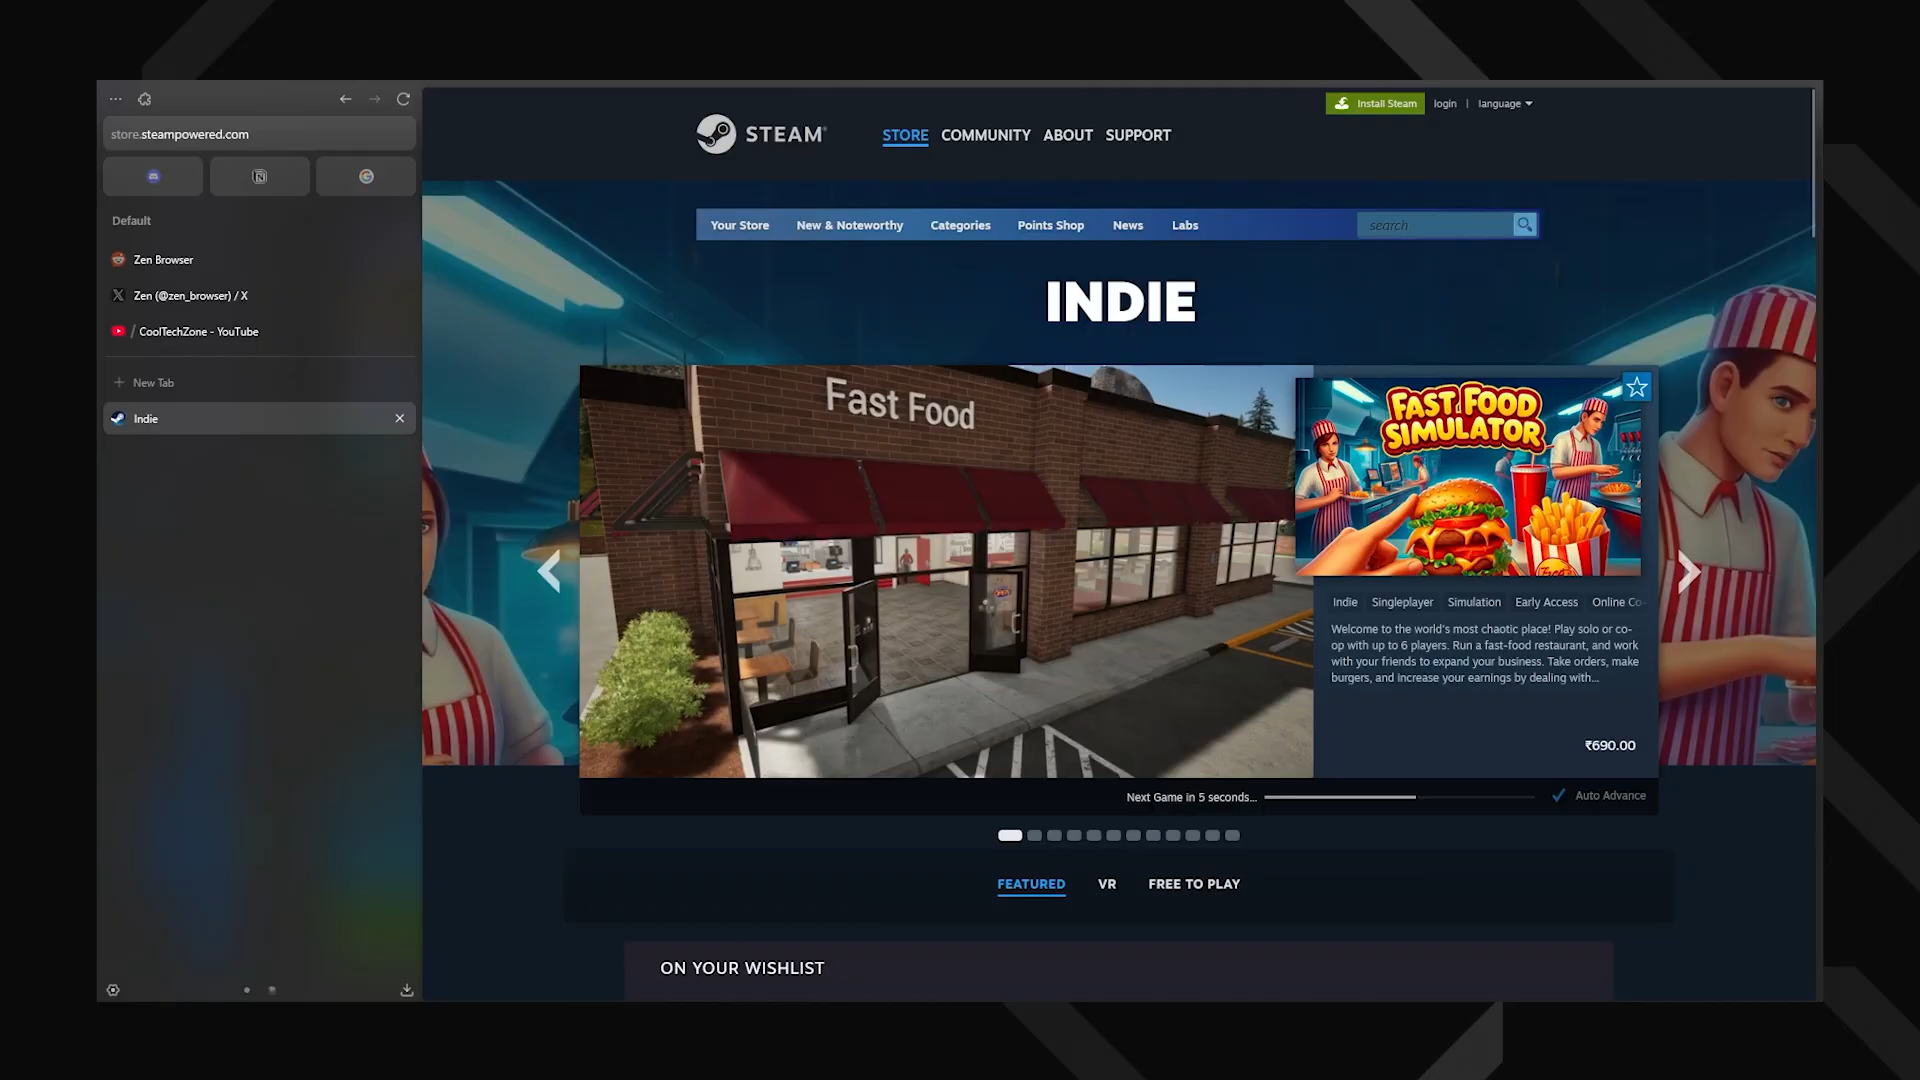 store.steampowered.com
Default
Zen Browser
Zen (@zen_browser) / X
/ CoolTechZone - YouTube
New Tab
Indie
Install Steam
login | language
STEAM®
STORE COMMUNITY ABOUT SUPPORT
Your Store New & Noteworthy Categories Points Shop News Labs
search
INDIE
Fast Food
FAST FOOD
SIMULATOR
Indie Singleplayer Simulation Early Access Online Co-
Welcome to the world's most chaotic place! Play solo or co-
op with up to 6 players. Run a fast-food restaurant, and work
with your friends to expand your business. Take orders, make
burgers, and increase your earnings by dealing with...
₹690.00
Next Game in 5 seconds...
Auto Advance
FEATURED VR FREE TO PLAY
ON YOUR WISHLIST